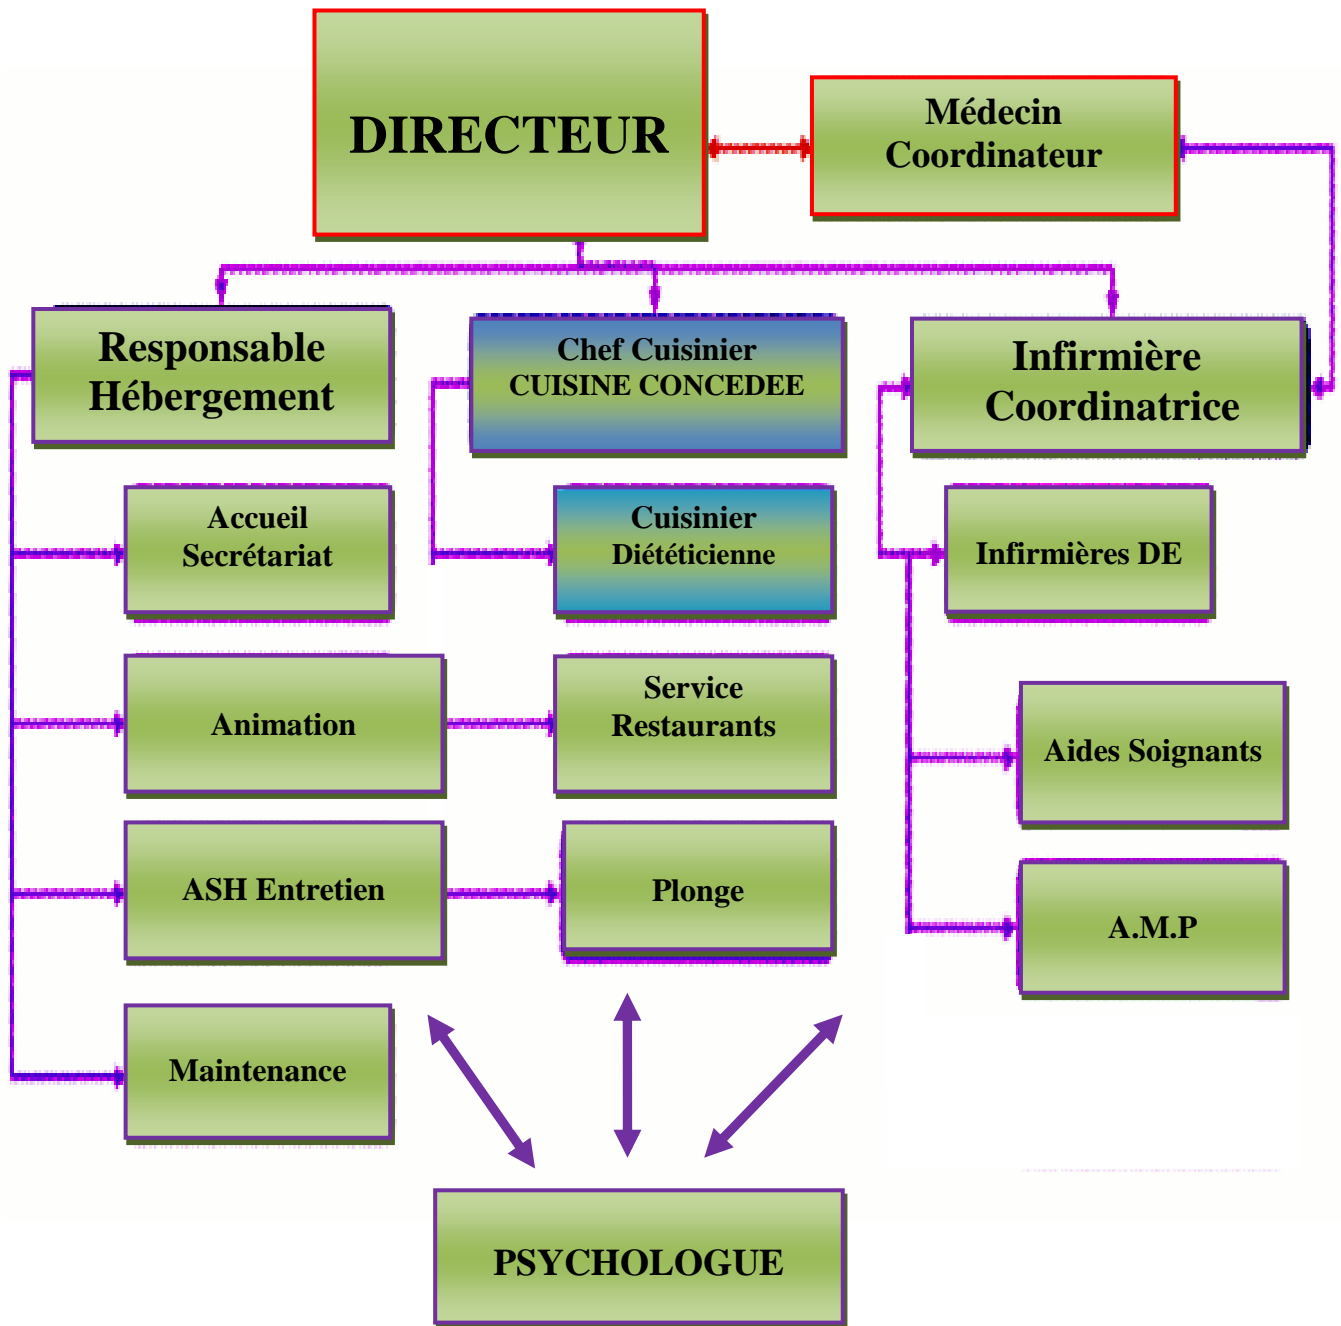 DIRECTEUR
Médecin
Coordinateur
Responsable
Hébergement
Chef Cuisinier
CUISINE CONCEDEE
Infirmière
Coordinatrice
Accueil
Secrétariat
Cuisinier
Diététicienne
Infirmières DE
Animation
Service
Restaurants
Aides Soignants
ASH Entretien
Plonge
A.M.P
Maintenance
PSYCHOLOGUE